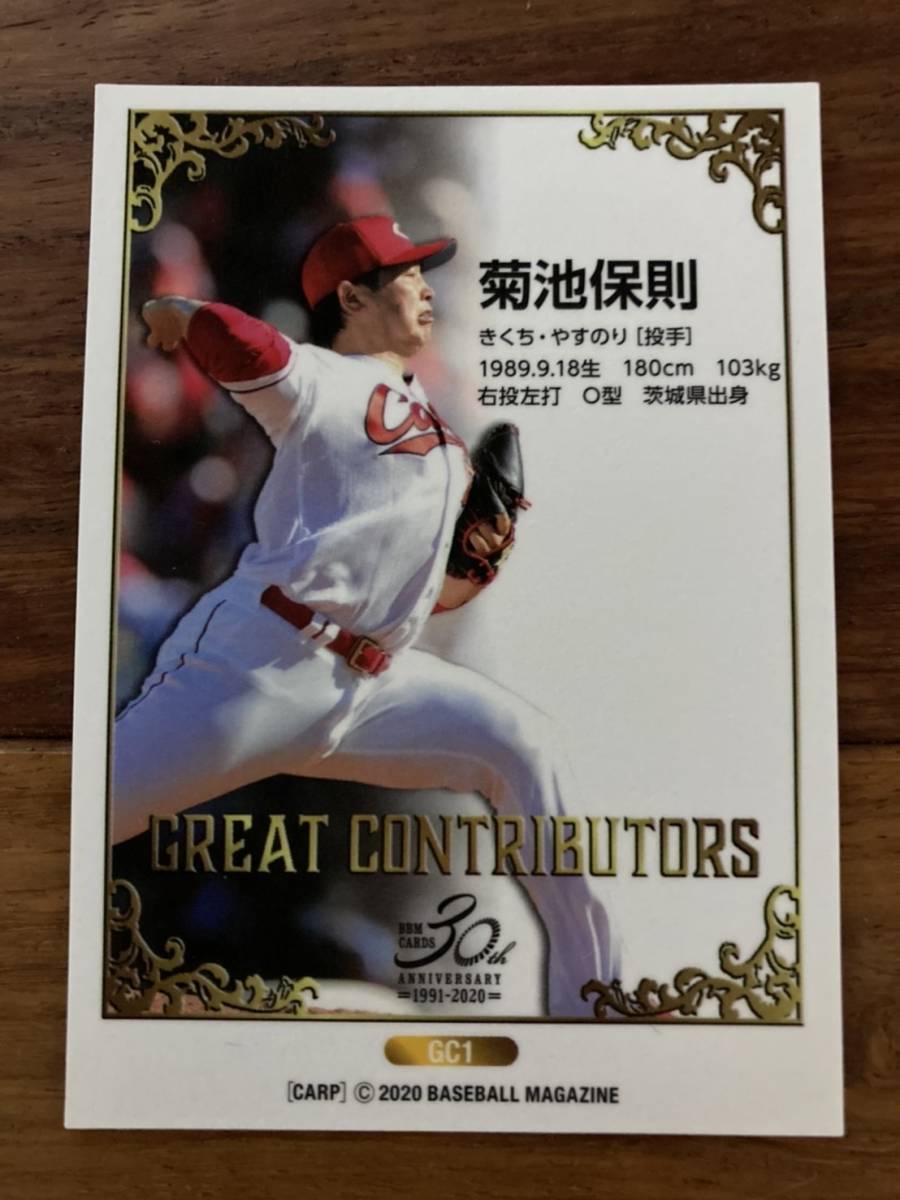 菊池保則
きくち・やすのり [投手]
1989.9.18生 180cm 103kg
右投左打 O型 茨城県出身
GREAT CONTRIBUTORS
BBM
CARDS
30th
ANNIVERSARY
=1991-2020=
GC1
[CARP] © 2020 BASEBALL MAGAZINE